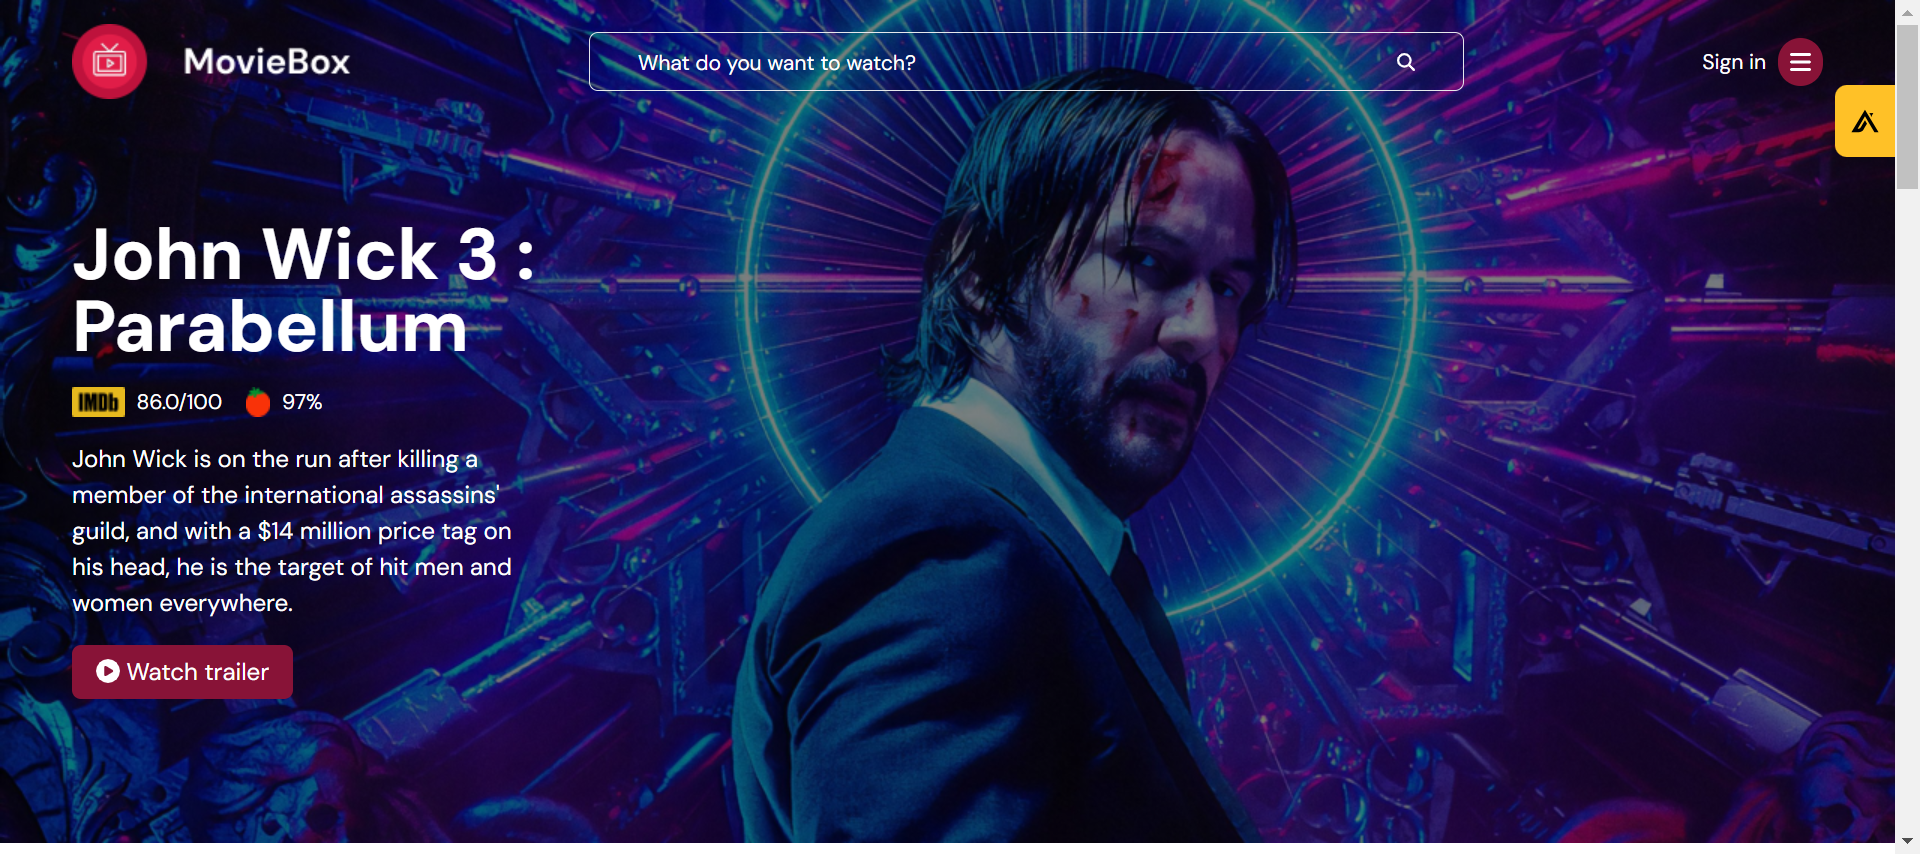 MovieBox
What do you want to watch?
Sign in
John Wick 3 :
Parabellum
IMDb 86.0/100 97%
John Wick is on the run after killing a
member of the international assassins'
guild, and with a $14 million price tag on
his head, he is the target of hit men and
women everywhere.
Watch trailer